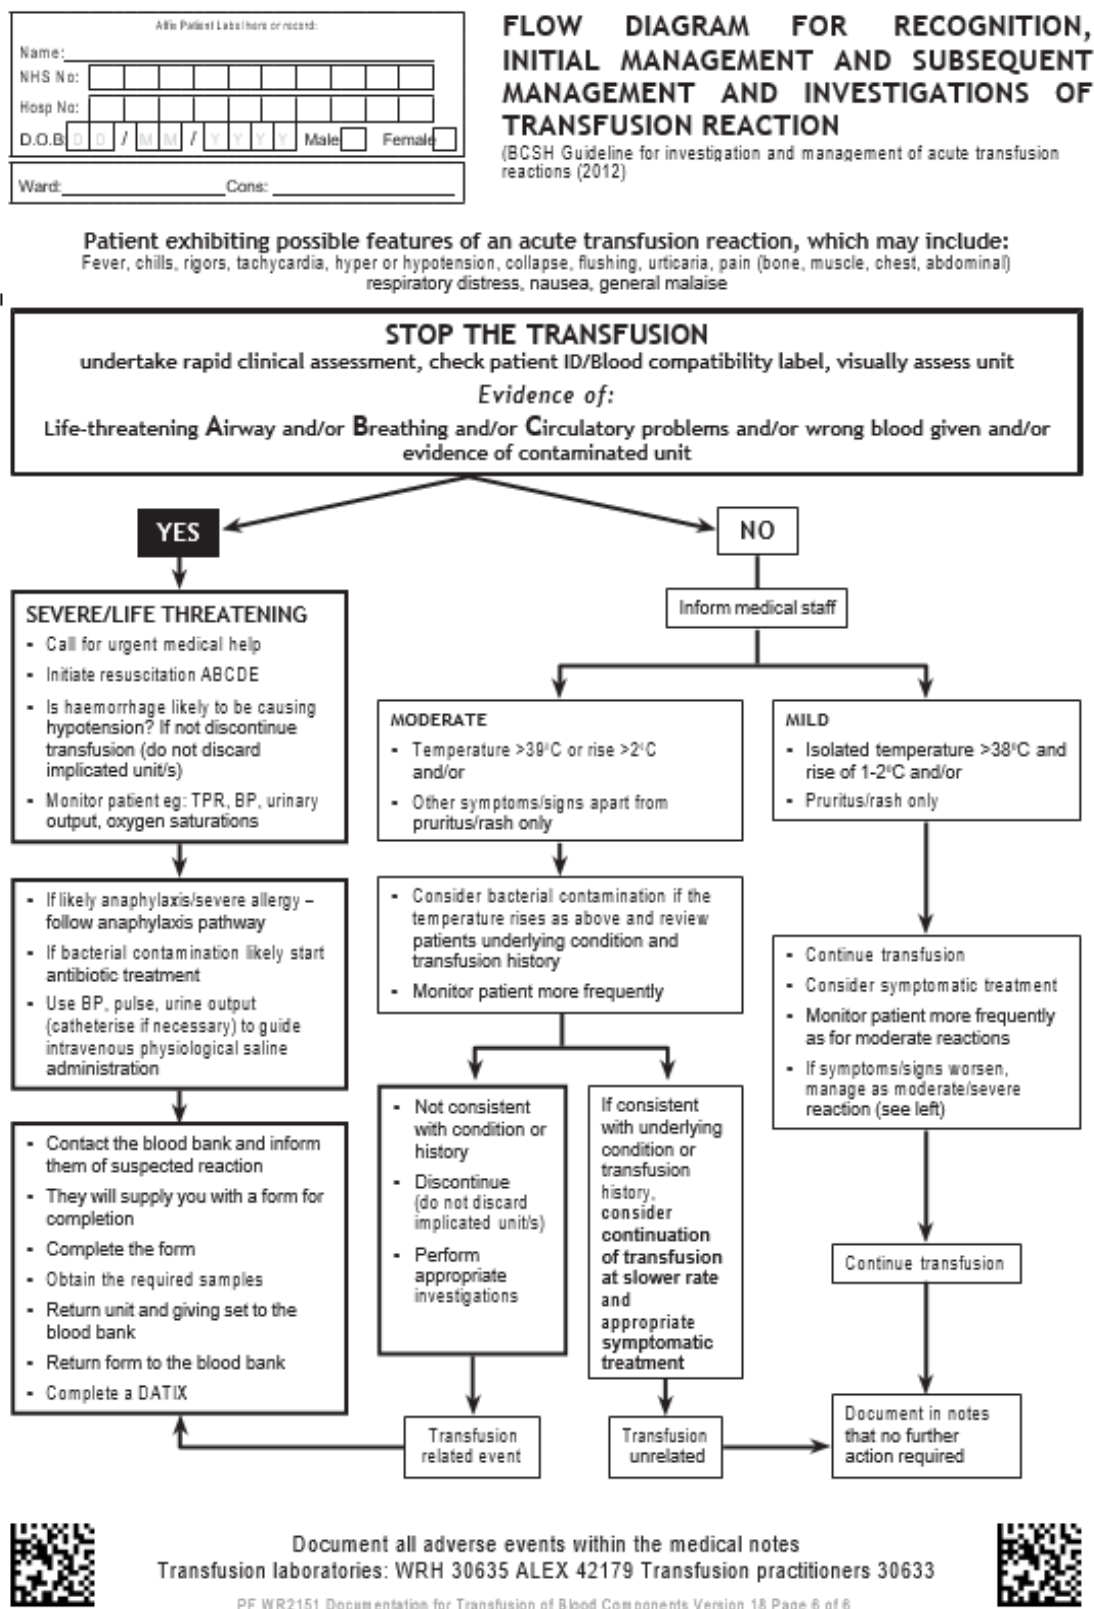 Affix Patient Label here or record:
Name:
NHS No:
Hosp No:
D.O.B: D D / M M / Y Y Y Y Male Female
Ward: Cons:
FLOW DIAGRAM FOR RECOGNITION,
INITIAL MANAGEMENT AND SUBSEQUENT
MANAGEMENT AND INVESTIGATIONS OF
TRANSFUSION REACTION
(BCSH Guideline for investigation and management of acute transfusion
reactions (2012)
Patient exhibiting possible features of an acute transfusion reaction, which may include:
Fever, chills, rigors, tachycardia, hyper or hypotension, collapse, flushing, urticaria, pain (bone, muscle, chest, abdominal)
respiratory distress, nausea, general malaise
STOP THE TRANSFUSION
undertake rapid clinical assessment, check patient ID/Blood compatibility label, visually assess unit
Evidence of:
Life-threatening Airway and/or Breathing and/or Circulatory problems and/or wrong blood given and/or
evidence of contaminated unit
YES
NO
SEVERE/LIFE THREATENING
- Call for urgent medical help
- Initiate resuscitation ABCDE
- Is haemorrhage likely to be causing
hypotension? If not discontinue
transfusion (do not discard
implicated unit/s)
- Monitor patient eg: TPR, BP, urinary
output, oxygen saturations
- If likely anaphylaxis/severe allergy –
follow anaphylaxis pathway
- If bacterial contamination likely start
antibiotic treatment
- Use BP, pulse, urine output
(catheterise if necessary) to guide
intravenous physiological saline
administration
- Contact the blood bank and inform
them of suspected reaction
- They will supply you with a form for
completion
- Complete the form
- Obtain the required samples
- Return unit and giving set to the
blood bank
- Return form to the blood bank
- Complete a DATIX
Inform medical staff
MODERATE
- Temperature >39°C or rise >2°C
and/or
- Other symptoms/signs apart from
pruritus/rash only
- Consider bacterial contamination if the
temperature rises as above and review
patients underlying condition and
transfusion history
- Monitor patient more frequently
- Not consistent
with condition or
history
- Discontinue
(do not discard
implicated unit/s)
- Perform
appropriate
investigations
If consistent
with underlying
condition or
transfusion
history,
consider
continuation
of transfusion
at slower rate
and
appropriate
symptomatic
treatment
Transfusion
related event
Transfusion
unrelated
MILD
- Isolated temperature >38°C and
rise of 1-2°C and/or
- Pruritus/rash only
- Continue transfusion
- Consider symptomatic treatment
- Monitor patient more frequently
as for moderate reactions
- If symptoms/signs worsen,
manage as moderate/severe
reaction (see left)
Continue transfusion
Document in notes
that no further
action required
Document all adverse events within the medical notes
Transfusion laboratories: WRH 30635 ALEX 42179 Transfusion practitioners 30633
PF WR2151 Documentation for Transfusion of Blood Components Version 18 Page 6 of 6